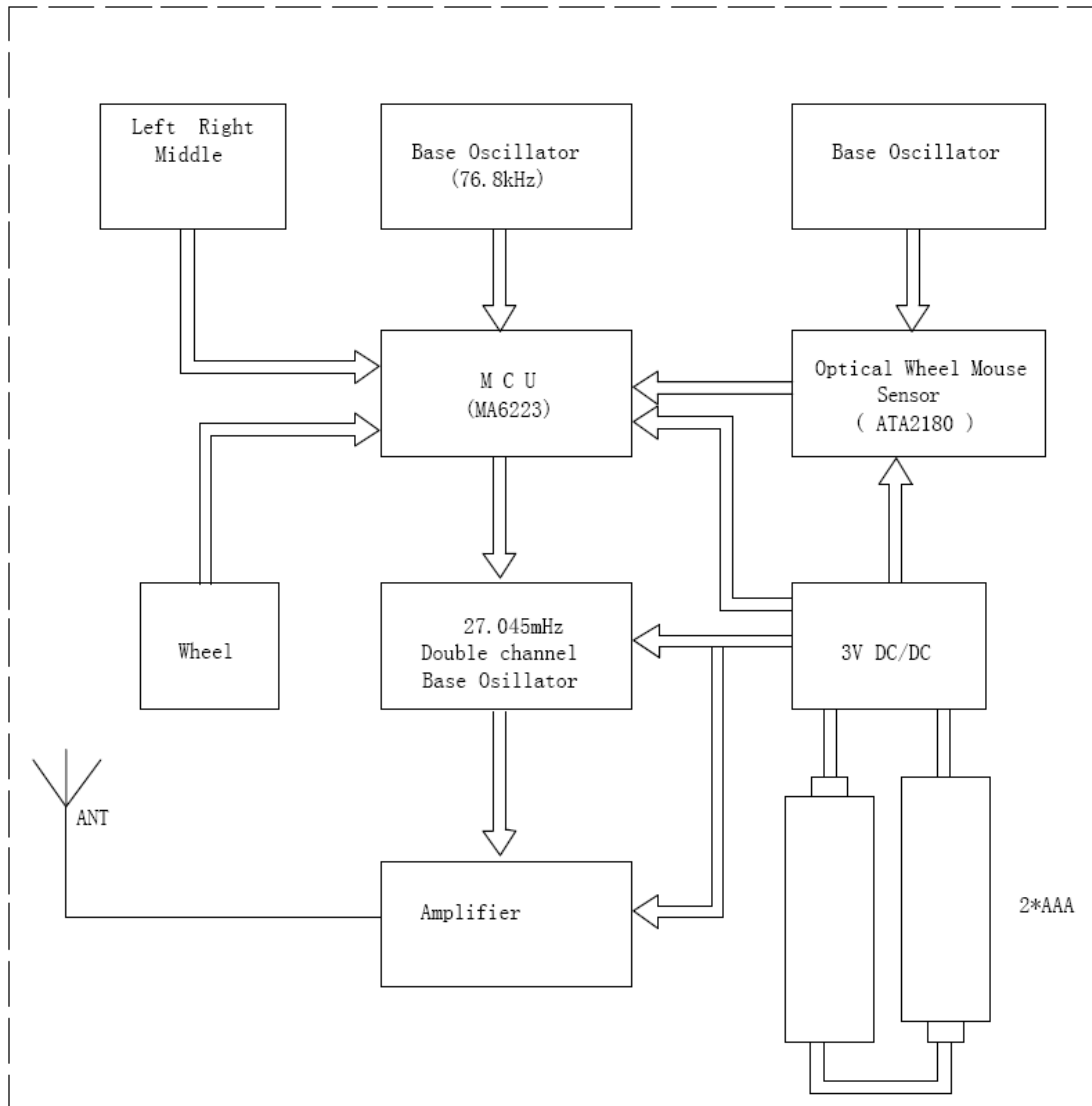 Left  Right
Middle
Base Oscillator
(76.8kHz)
Base Oscillator
M C U
(MA6223)
Optical Wheel Mouse
Sensor
( ATA2180 )
Wheel
27.045mHz
Double channel
Base Osillator
3V DC/DC
ANT
Amplifier
2*AAA